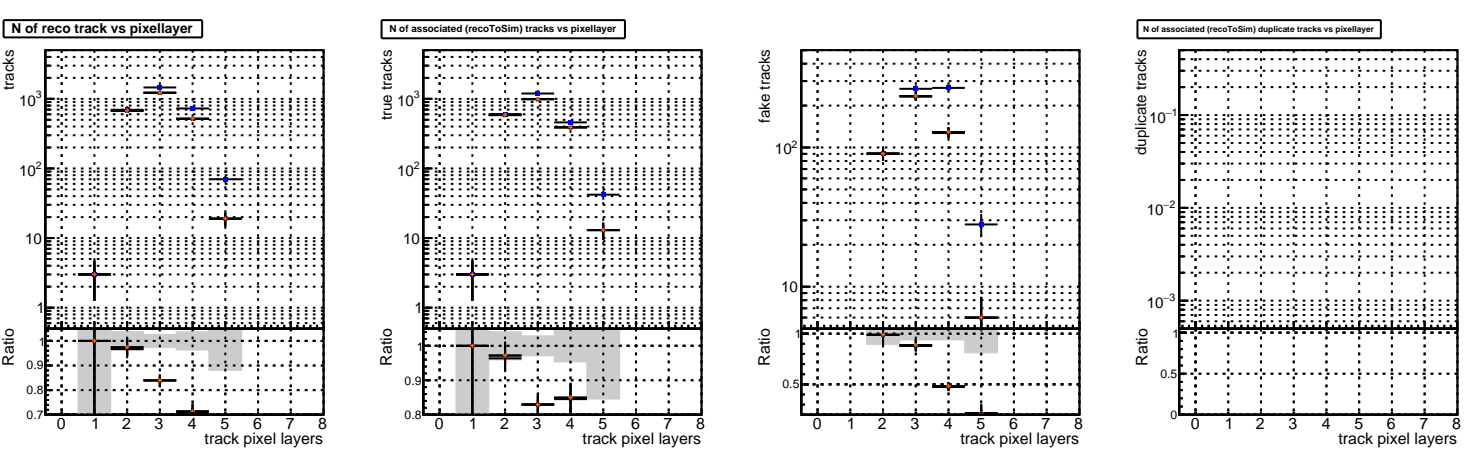 N of reco track vs pixellayer
tracks
10³
10²
10
1
Ratio
1
0.9
0.8
0.7
0 1 2 3 4 5 6 7 8
track pixel layers
N of associated (recoToSim) tracks vs pixellayer
true tracks
10³
10²
10
1
Ratio
1
0.9
0.8
0 1 2 3 4 5 6 7 8
track pixel layers
fake tracks
10²
10
Ratio
1
0.5
0 1 2 3 4 5 6 7 8
track pixel layers
N of associated (recoToSim) duplicate tracks vs pixellayer
duplicate tracks
10⁻¹
10⁻²
10⁻³
Ratio
1
0.5
0
0 1 2 3 4 5 6 7 8
track pixel layers